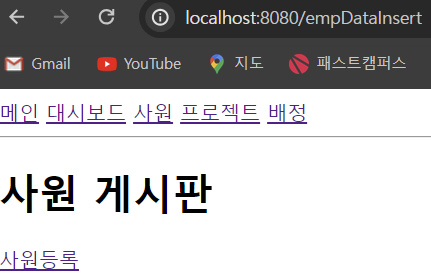 localhost:8080/empDataInsert
Gmail YouTube 지도 패스트캠퍼스
메인 대시보드 사원 프로젝트 배정
사원 게시판
사원등록